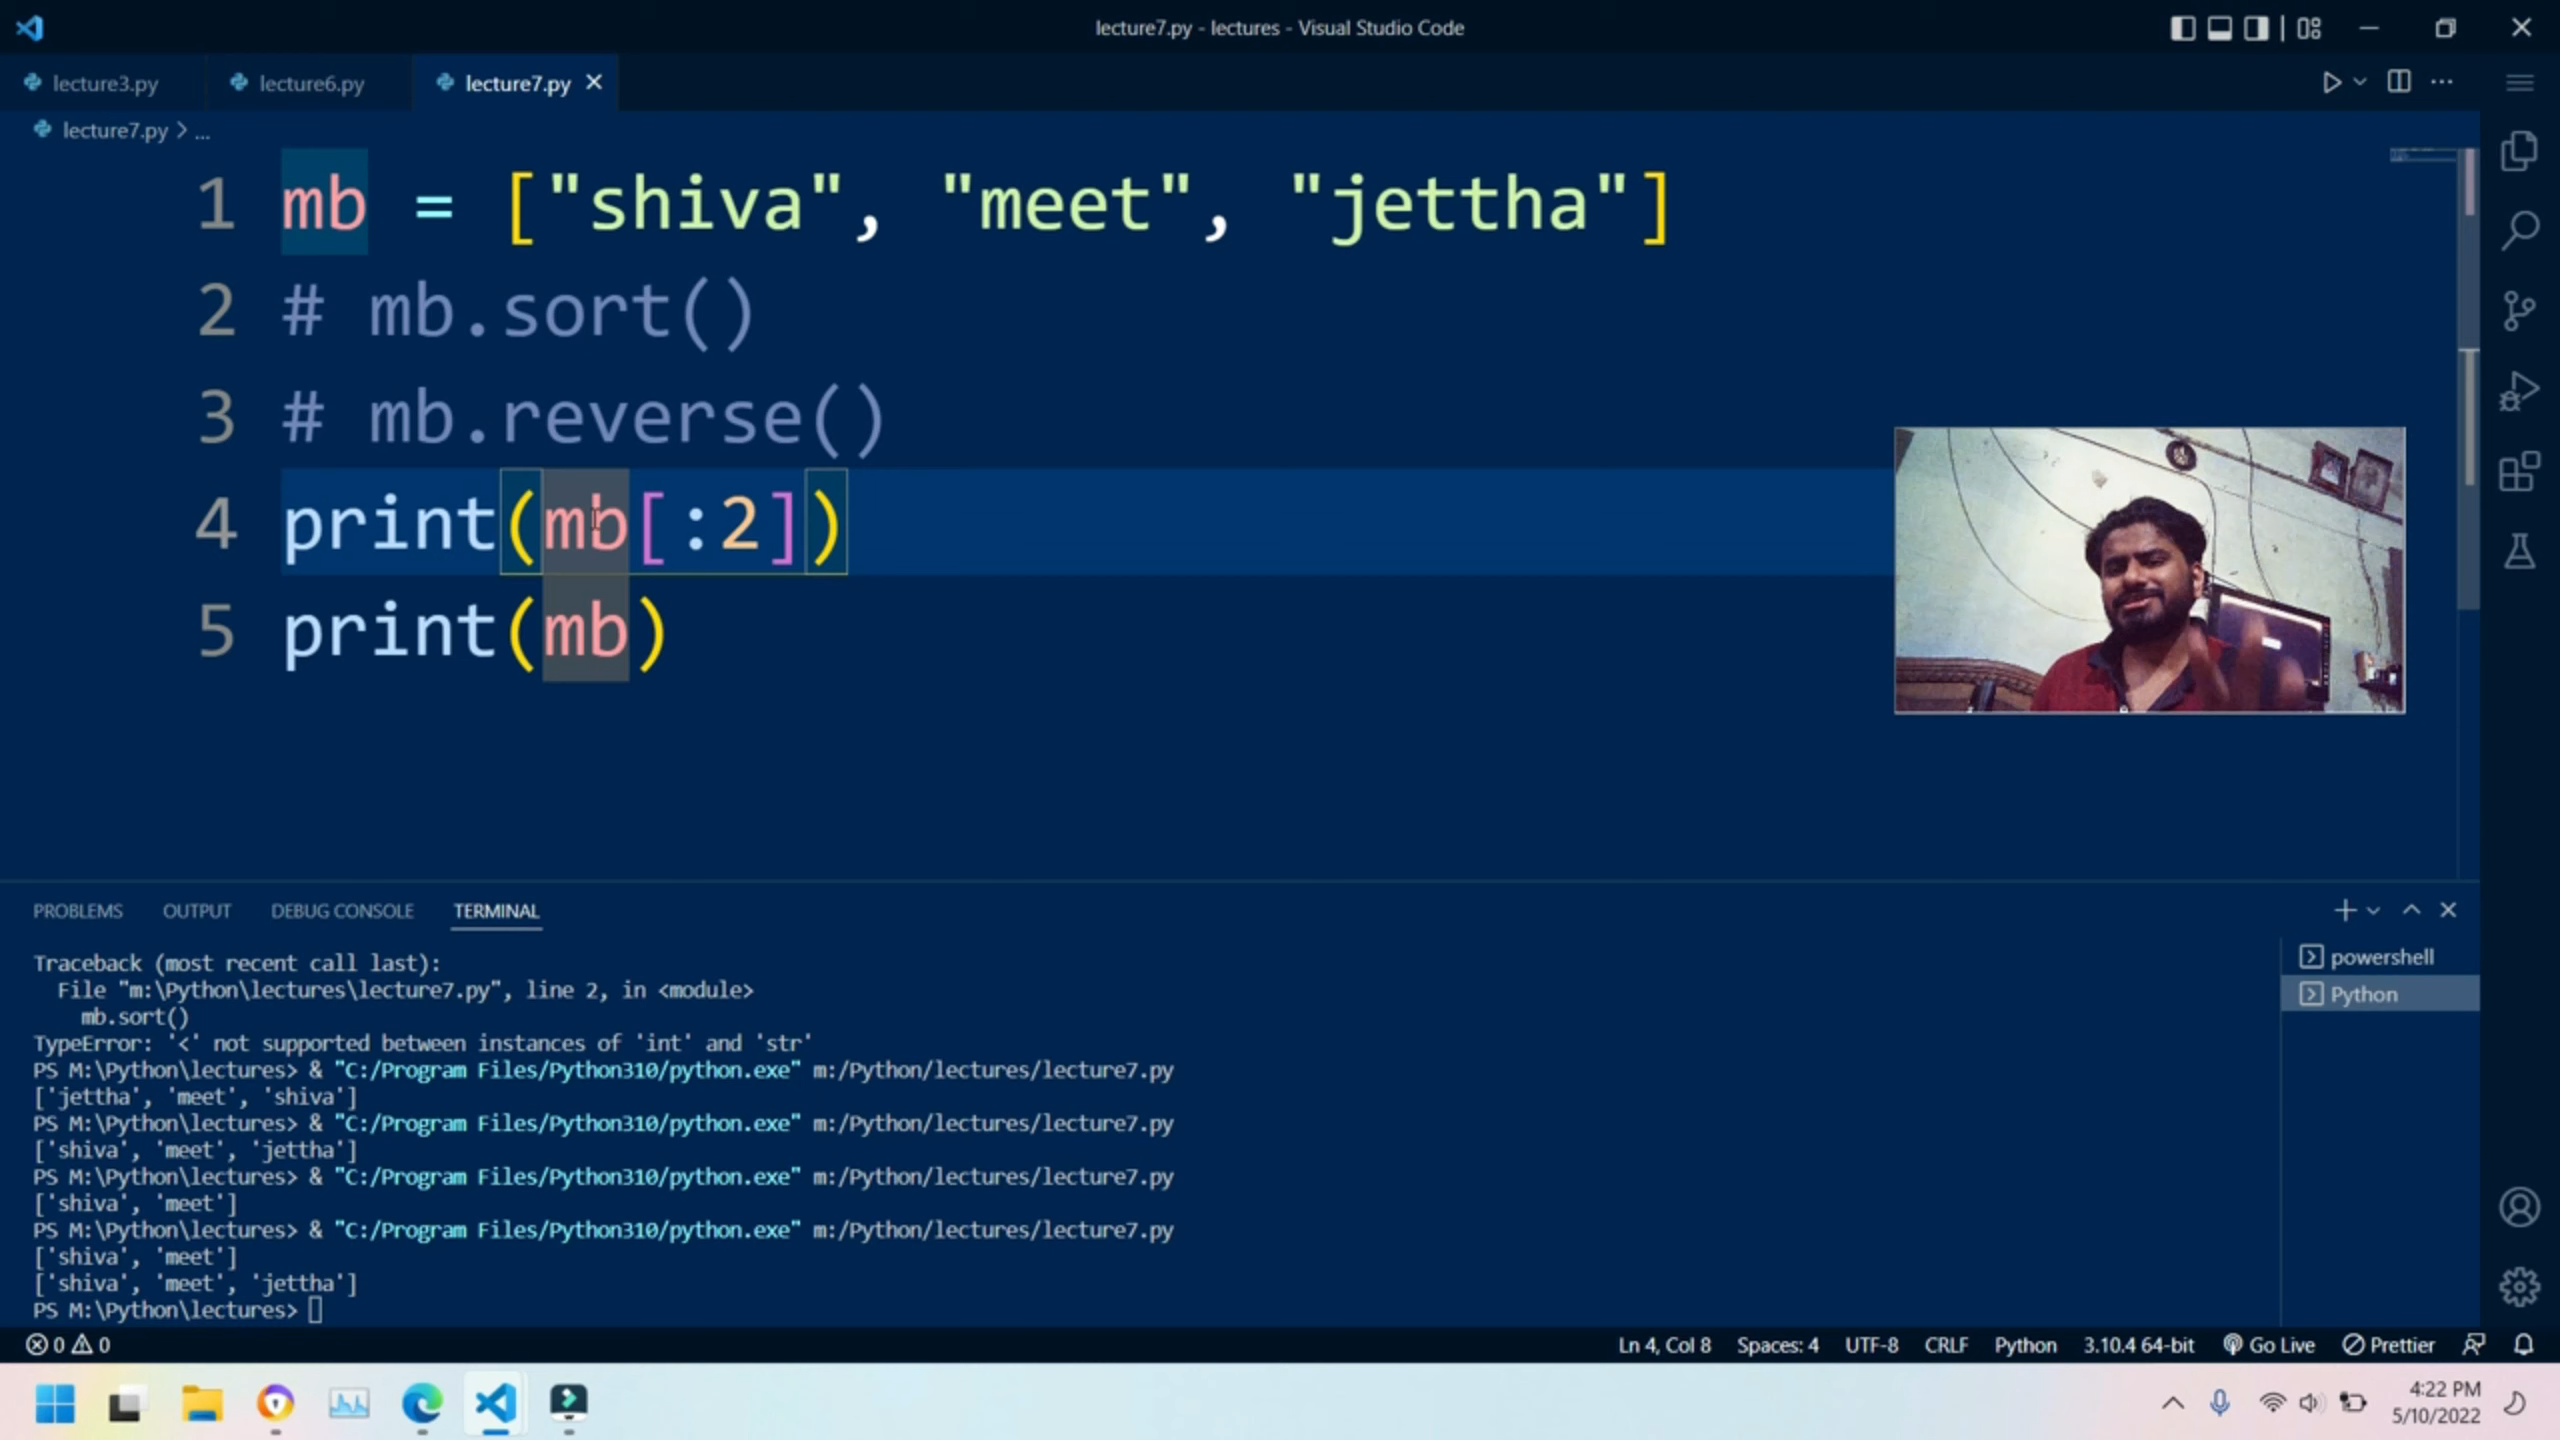 lecture7.py - lectures - Visual Studio Code
lecture3.py lecture6.py lecture7.py
lecture7.py > ...
1 mb = ["shiva", "meet", "jettha"]
2 # mb.sort()
3 # mb.reverse()
4 print(mb[:2])
5 print(mb)
PROBLEMS OUTPUT DEBUG CONSOLE TERMINAL
Traceback (most recent call last):
File "m:\Python\lectures\lecture7.py", line 2, in <module>
mb.sort()
TypeError: '<' not supported between instances of 'int' and 'str'
PS M:\Python\lectures> & "C:/Program Files/Python310/python.exe" m:/Python/lectures/lecture7.py
['jettha', 'meet', 'shiva']
PS M:\Python\lectures> & "C:/Program Files/Python310/python.exe" m:/Python/lectures/lecture7.py
['shiva', 'meet', 'jettha']
PS M:\Python\lectures> & "C:/Program Files/Python310/python.exe" m:/Python/lectures/lecture7.py
['shiva', 'meet']
PS M:\Python\lectures> & "C:/Program Files/Python310/python.exe" m:/Python/lectures/lecture7.py
['shiva', 'meet']
['shiva', 'meet', 'jettha']
PS M:\Python\lectures>
powershell
Python
0 0 Ln 4, Col 8 Spaces: 4 UTF-8 CRLF Python 3.10.4 64-bit Go Live Prettier
4:22 PM
5/10/2022